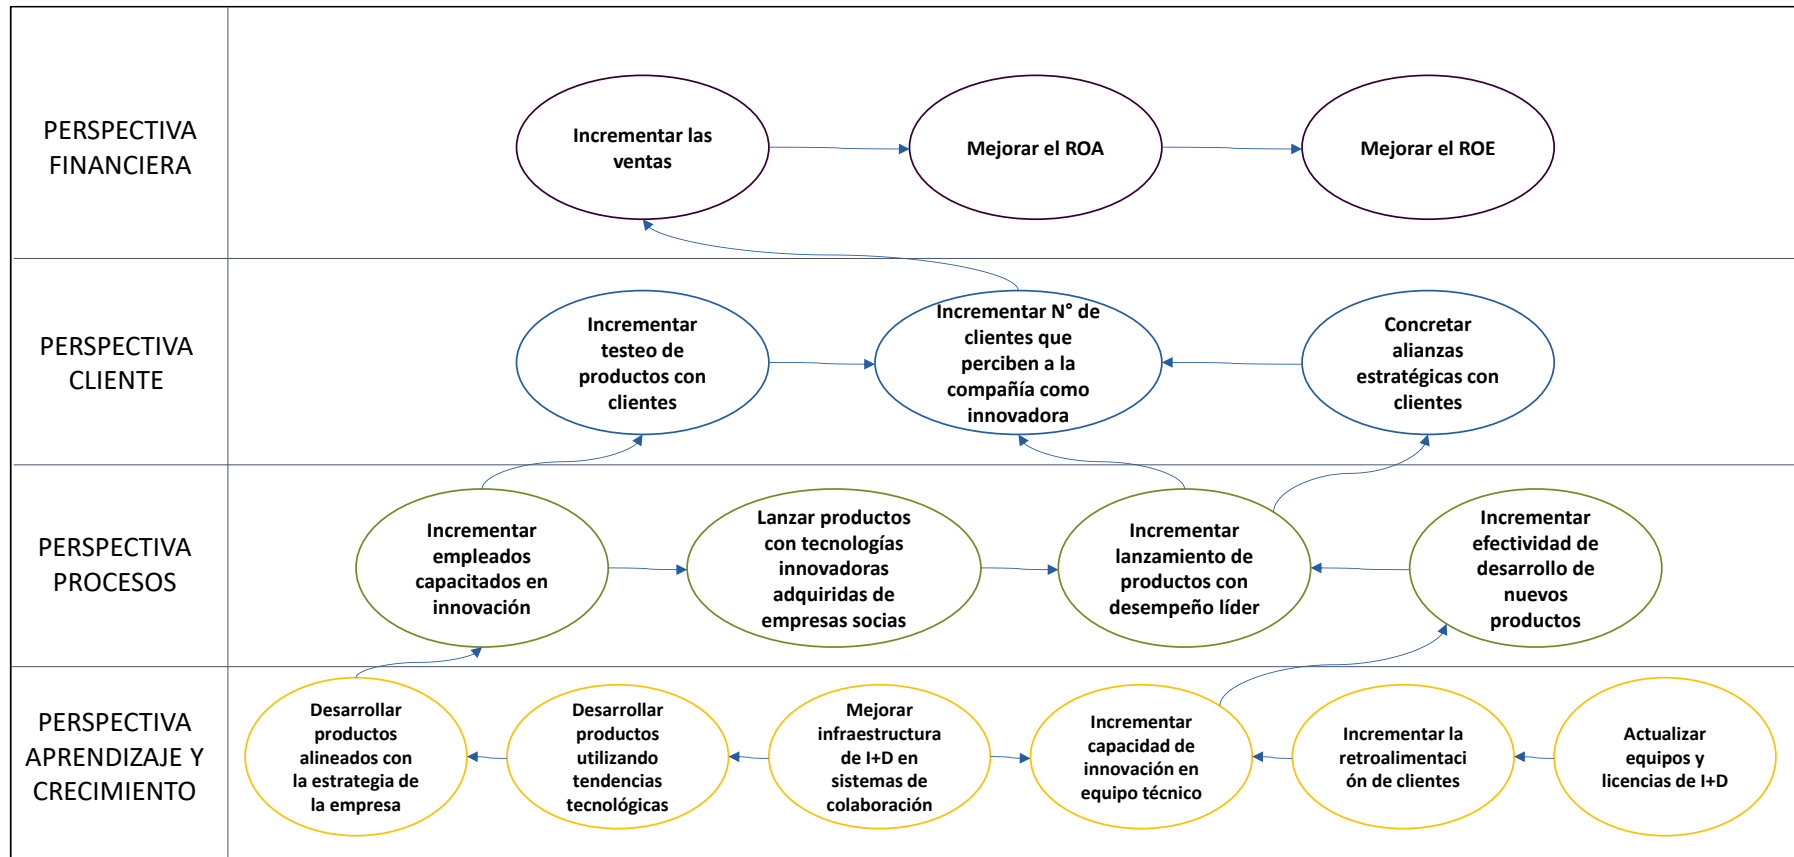 PERSPECTIVA
FINANCIERA
Incrementar las
ventas
Mejorar el ROA
Mejorar el ROE
PERSPECTIVA
CLIENTE
Incrementar
testeo de
productos con
clientes
Incrementar N° de
clientes que
perciben a la
compañía como
innovadora
Concretar
alianzas
estratégicas con
clientes
PERSPECTIVA
PROCESOS
Incrementar
empleados
capacitados en
innovación
Lanzar productos
con tecnologías
innovadoras
adquiridas de
empresas socias
Incrementar
lanzamiento de
productos con
desempeño líder
Incrementar
efectividad de
desarrollo de
nuevos
productos
PERSPECTIVA
APRENDIZAJE Y
CRECIMIENTO
Desarrollar
productos
alineados con
la estrategia de
la empresa
Desarrollar
productos
utilizando
tendencias
tecnológicas
Mejorar
infraestructura
de I+D en
sistemas de
colaboración
Incrementar
capacidad de
innovación en
equipo técnico
Incrementar la
retroalimentaci
ón de clientes
Actualizar
equipos y
licencias de I+D